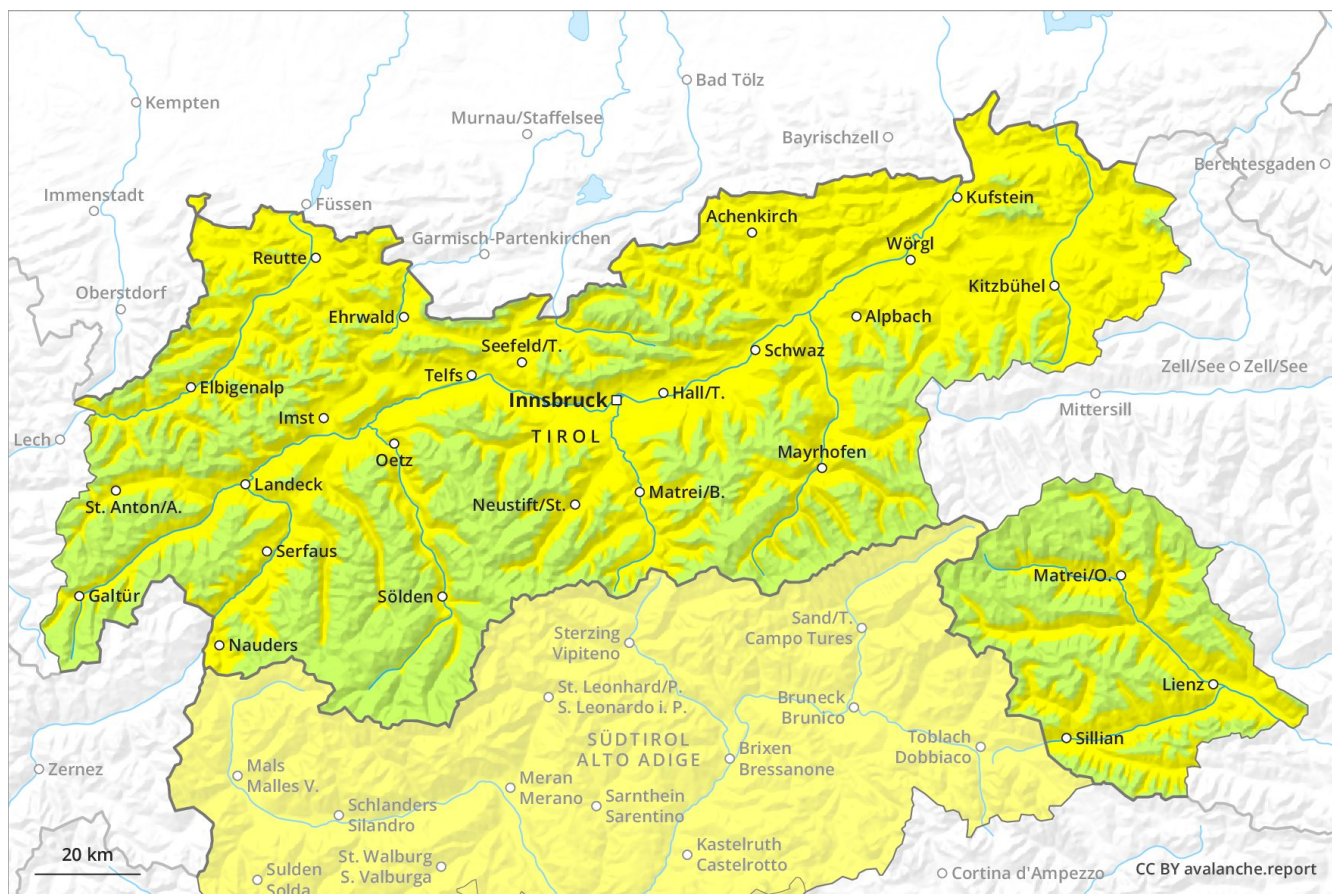 Kempten
Bad Tölz
Murnau/Staffelsee
Bayrischzell
Berchtesgaden
Immenstadt
Füssen
Kufstein
Achenkirch
Garmisch-Partenkirchen
Wörgl
Reutte
Oberstdorf
Kitzbühel
Ehrwald
Alpbach
Seefeld/T.
Schwaz
Telfs
Zell/See
Zell/See
Elbigenalp
Innsbruck
Hall/T.
Mittersill
Imst
TIROL
Lech
Oetz
Mayrhofen
Landeck
Matrei/B.
St. Anton/A.
Neustift/St.
Serfaus
Matrei/O.
Galtür
Sölden
Sand/T.
Campo Tures
Sterzing
Vipiteno
Nauders
Lienz
St. Leonhard/P.
S. Leonardo i. P.
Bruneck
Brunico
SÜDTIROL
ALTO ADIGE
Toblach
Dobbiaco
Sillian
Brixen
Bressanone
Zernez
Mals
Malles V.
Meran
Merano
Schlanders
Silandro
Sarnthein
Sarentino
20 km
St. Walburg
S. Valburga
Kastelruth
Castelrotto
Sulden
Solda
Cortina d'Ampezzo
CC BY avalanche.report